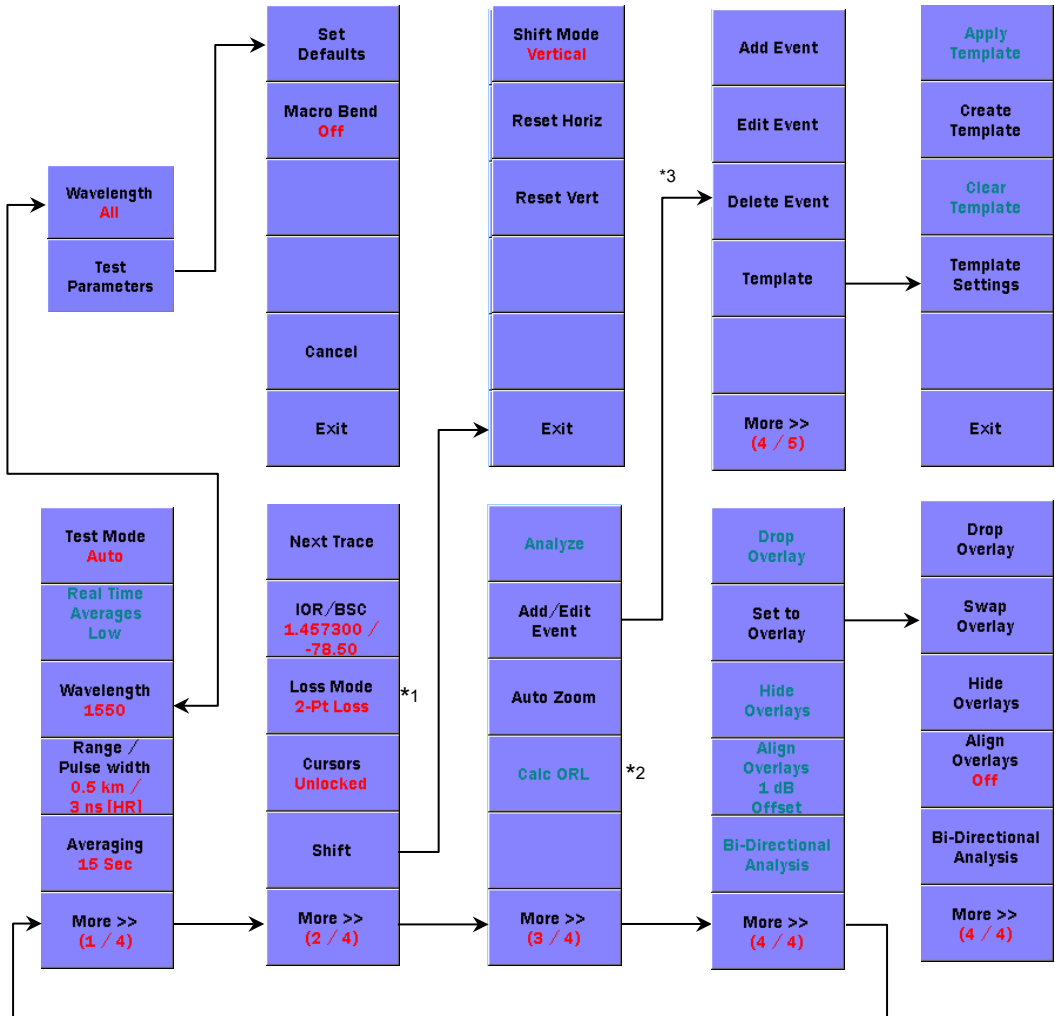 Set
Defaults
Macro Bend
Off
Cancel
Exit
Shift Mode
Vertical
Reset Horiz
Reset Vert
Exit
*3
Add Event
Edit Event
Delete Event
Template
More >>
(4 / 5)
Apply
Template
Create
Template
Clear
Template
Template
Settings
Exit
Wavelength
All
Test
Parameters
Test Mode
Auto
Real Time
Averages
Low
Wavelength
1550
Range /
Pulse width
0.5 km /
3 ns [HR]
Averaging
15 Sec
More >>
(1 / 4)
Next Trace
IOR/BSC
1.457300 /
-78.50
Loss Mode
2-Pt Loss
*1
Cursors
Unlocked
Shift
More >>
(2 / 4)
Analyze
Add/Edit
Event
Auto Zoom
Calc ORL
*2
More >>
(3 / 4)
Drop
Overlay
Set to
Overlay
Hide
Overlays
Align
Overlays
1 dB
Offset
Bi-Directional
Analysis
More >>
(4 / 4)
Drop
Overlay
Swap
Overlay
Hide
Overlays
Align
Overlays
Off
Bi-Directional
Analysis
More >>
(4 / 4)